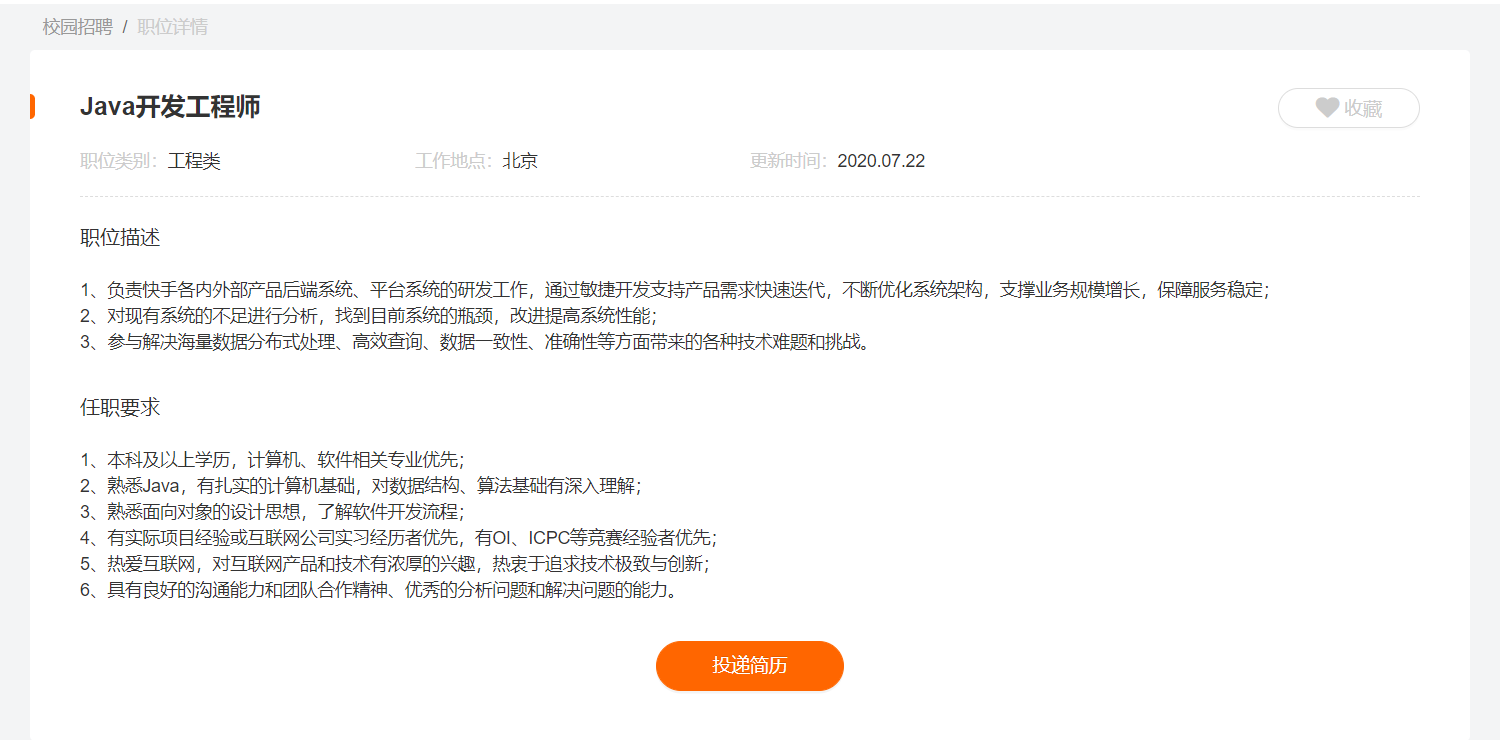 校园招聘 / 职位详情
Java开发工程师
收藏
职位类别：工程类 工作地点：北京 更新时间：2020.07.22
职位描述
1、负责快手各内外部产品后端系统、平台系统的研发工作，通过敏捷开发支持产品需求快速迭代，不断优化系统架构，支撑业务规模增长，保障服务稳定；
2、对现有系统的不足进行分析，找到目前系统的瓶颈，改进提高系统性能；
3、参与解决海量数据分布式处理、高效查询、数据一致性、准确性等方面带来的各种技术难题和挑战。
任职要求
1、本科及以上学历，计算机、软件相关专业优先；
2、熟悉Java，有扎实的计算机基础，对数据结构、算法基础有深入理解；
3、熟悉面向对象的设计思想，了解软件开发流程；
4、有实际项目经验或互联网公司实习经历者优先，有OI、ICPC等竞赛经验者优先；
5、热爱互联网，对互联网产品和技术有浓厚的兴趣，热衷于追求技术极致与创新；
6、具有良好的沟通能力和团队合作精神、优秀的分析问题和解决问题的能力。
投递简历